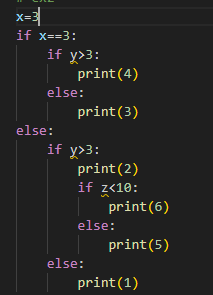 # ex2
x=3
if x==3:
    if y>3:
        print(4)
    else:
        print(3)
else:
    if y>3:
        print(2)
        if z<10:
            print(6)
        else:
            print(5)
    else:
        print(1)